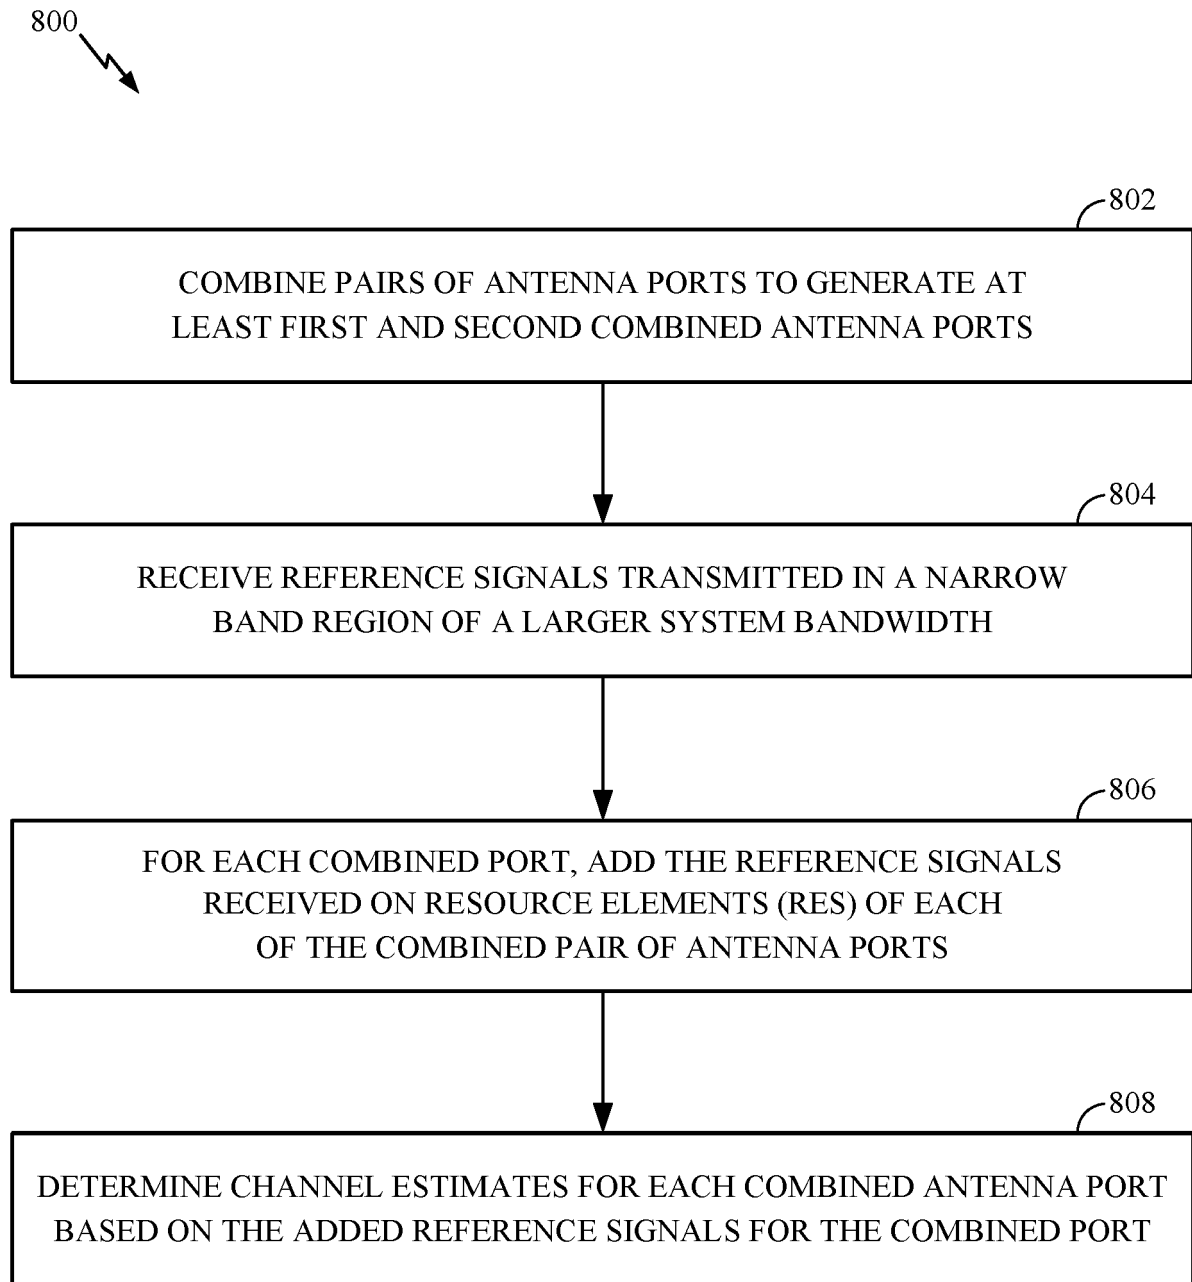 800
802
COMBINE PAIRS OF ANTENNA PORTS TO GENERATE AT
LEAST FIRST AND SECOND COMBINED ANTENNA PORTS
804
RECEIVE REFERENCE SIGNALS TRANSMITTED IN A NARROW
BAND REGION OF A LARGER SYSTEM BANDWIDTH
806
FOR EACH COMBINED PORT, ADD THE REFERENCE SIGNALS
RECEIVED ON RESOURCE ELEMENTS (RES) OF EACH
OF THE COMBINED PAIR OF ANTENNA PORTS
808
DETERMINE CHANNEL ESTIMATES FOR EACH COMBINED ANTENNA PORT
BASED ON THE ADDED REFERENCE SIGNALS FOR THE COMBINED PORT